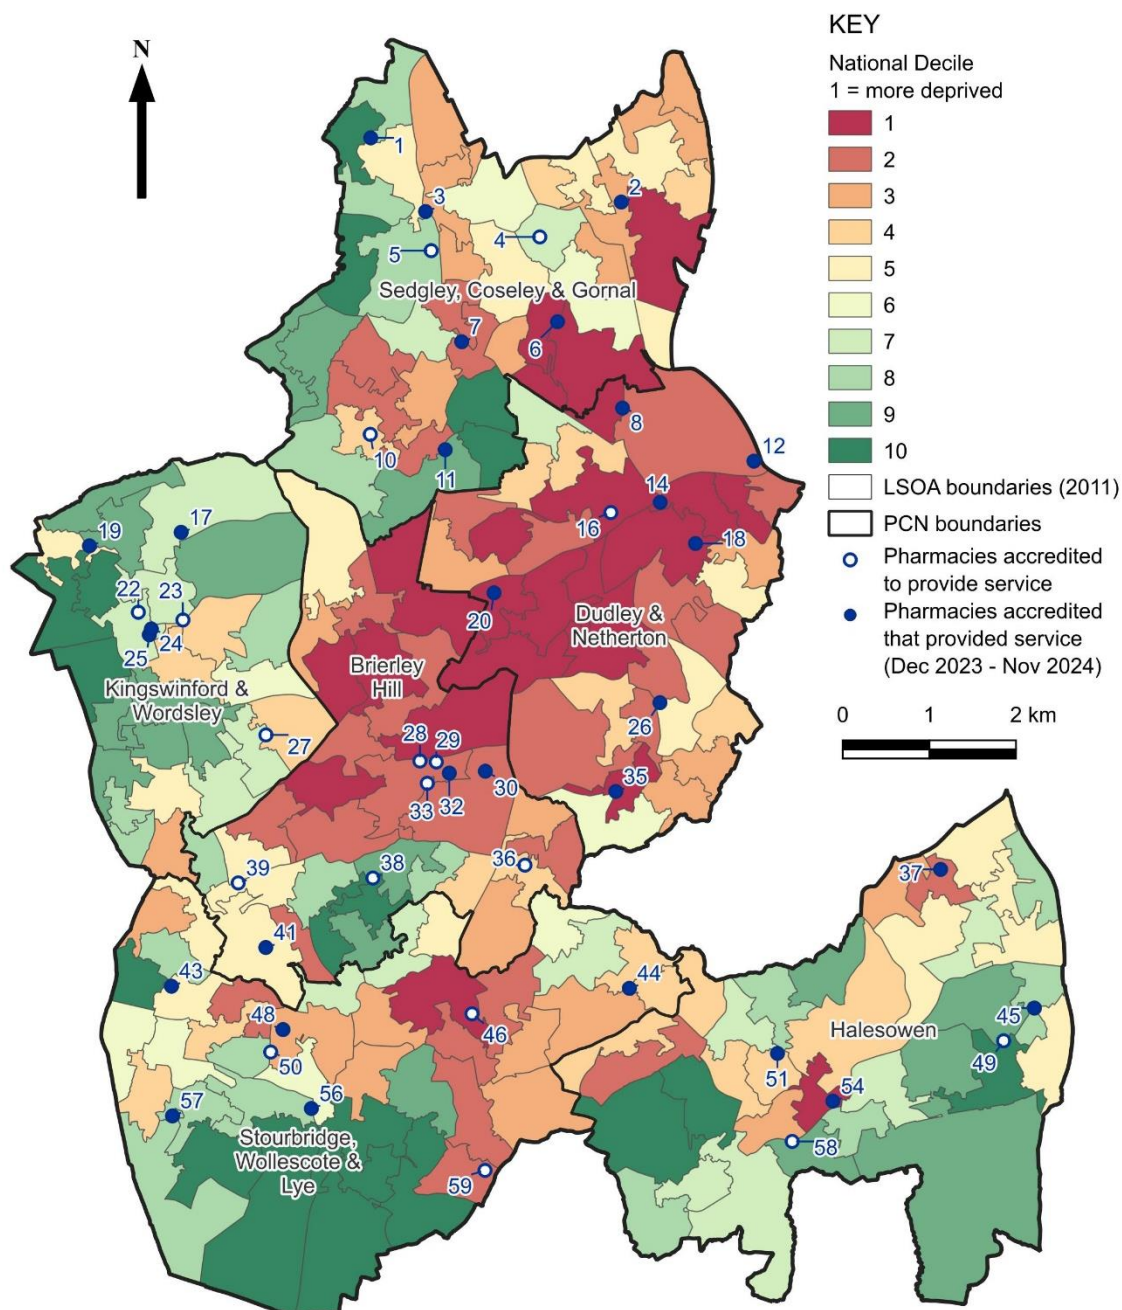 KEY
National Decile
1 = more deprived
1
2
3
4
5
6
7
8
9
10
LSOA boundaries (2011)
PCN boundaries
Pharmacies accredited
to provide service
Pharmacies accredited
that provided service
(Dec 2023 - Nov 2024)
0 1 2 km
N
1
2
3
4
5
Sedgley, Coseley & Gornal
7
6
8
10
11
12
14
16
17
18
19
22
23
20
24
25
Dudley &
Netherton
Brierley
Hill
Kingswinford &
Wordsley
26
27
28
29
30
32
33
35
36
37
38
39
41
43
44
45
46
48
Halesowen
49
50
51
54
56
57
58
Stourbridge,
Wollescote &
Lye
59